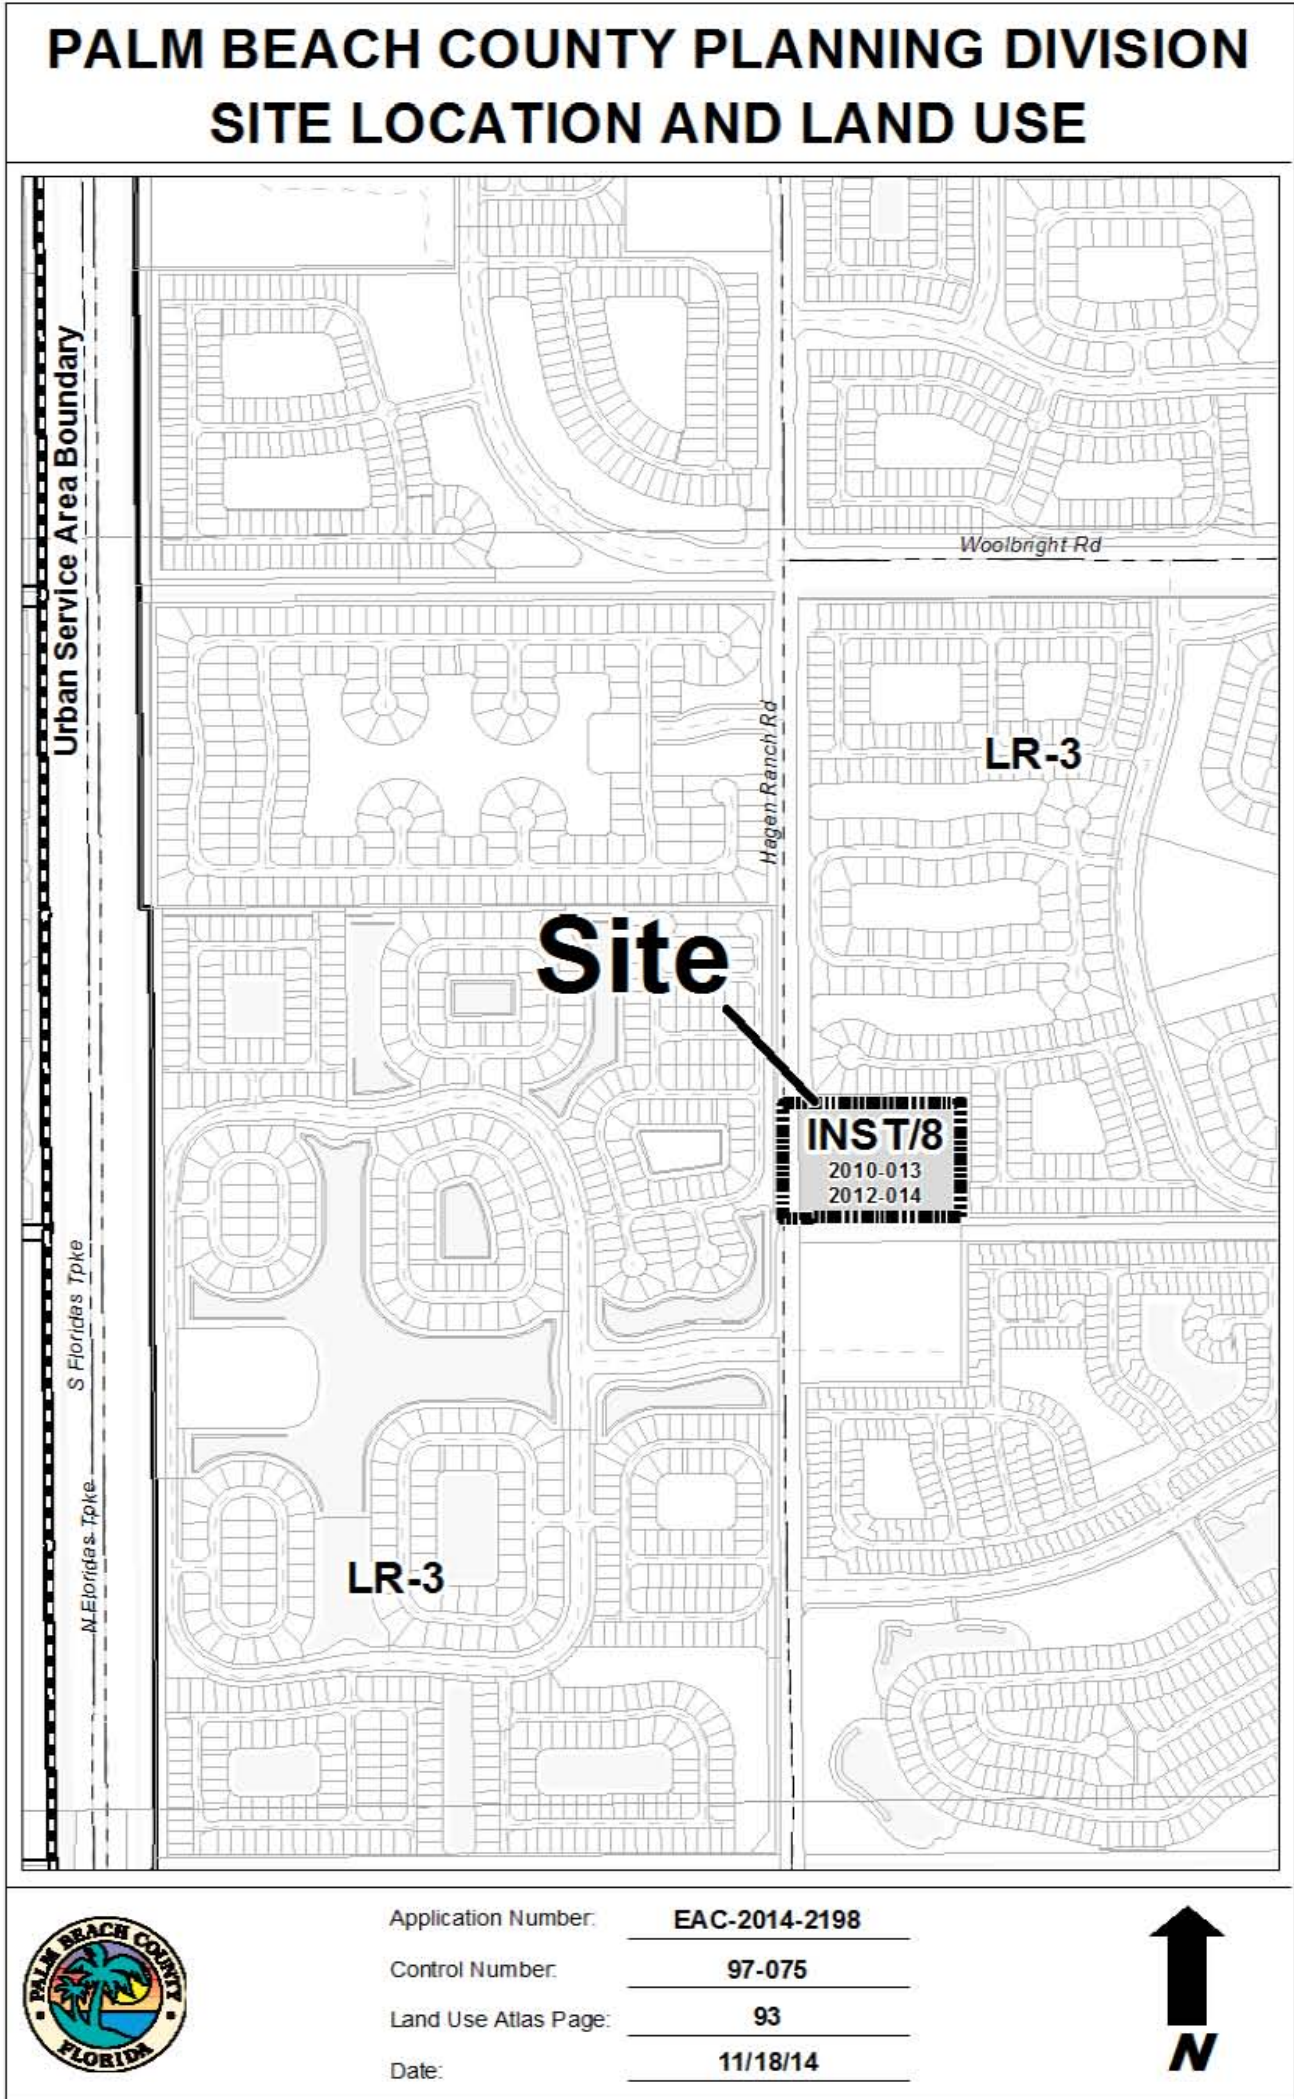 PALM BEACH COUNTY PLANNING DIVISION
SITE LOCATION AND LAND USE
Urban Service Area Boundary
Woolbright Rd
Hagen Ranch Rd
LR-3
Site
INST/8
2010-013
2012-014
S Floridas Tpke
N Floridas Tpke
LR-3
PALM BEACH COUNTY
FLORIDA
Application Number: EAC-2014-2198
Control Number: 97-075
Land Use Atlas Page: 93
Date: 11/18/14
N